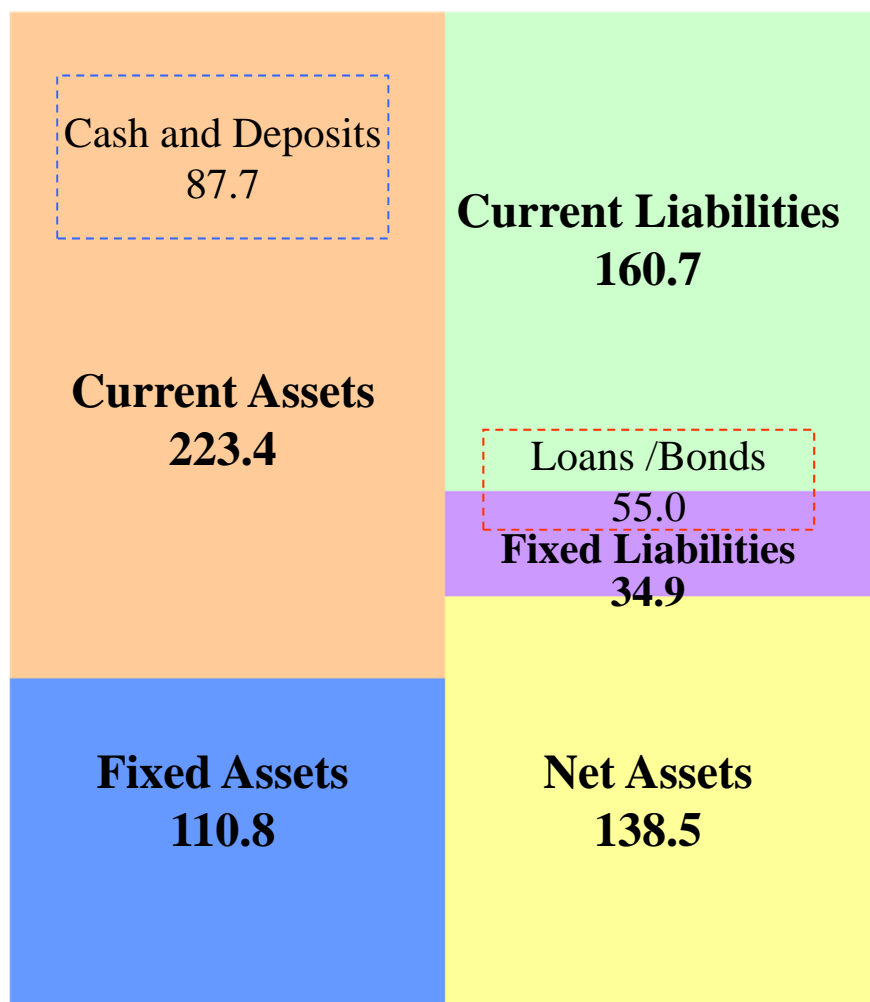 Cash and Deposits
87.7
Current Assets
223.4
Fixed Assets
110.8
Current Liabilities
160.7
Loans /Bonds
55.0
Fixed Liabilities
34.9
Net Assets
138.5